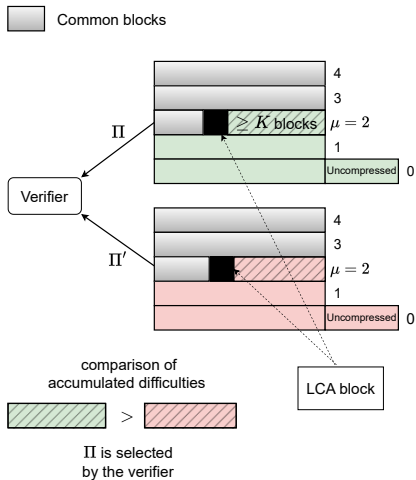 Common blocks
4
3
Π
≥ K blocks
μ = 2
1
Uncompressed
0
Verifier
4
3
Π′
μ = 2
1
Uncompressed
0
comparison of
accumulated difficulties
LCA block
>
Π is selected
by the verifier